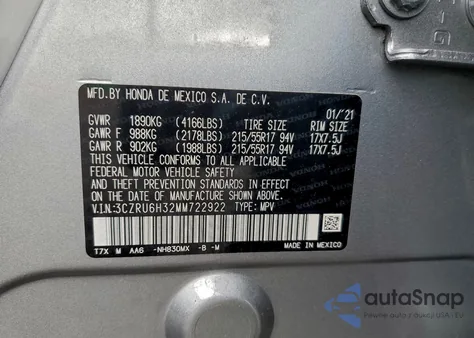 MFD.BY HONDA DE MEXICO S.A. DE C.V.
GVWR 1890KG (4166LBS) TIRE SIZE 01/'21 RIM SIZE
GAWR F 988KG (2178LBS) 215/55R17 94V 17X7.5J
GAWR R 902KG (1988LBS) 215/55R17 94V 17X7.5J
THIS VEHICLE CONFORMS TO ALL APPLICABLE
FEDERAL MOTOR VEHICLE SAFETY AND
THEFT PREVENTION STANDARDS IN EFFECT ON
THE DATE OF MANUFACTURE SHOWN ABOVE.
V.I.N:3CZRU6H32MM722922 TYPE: MPV
T7X M AA6 -NH830MX -B -M
MADE IN MEXICO
autoSnap